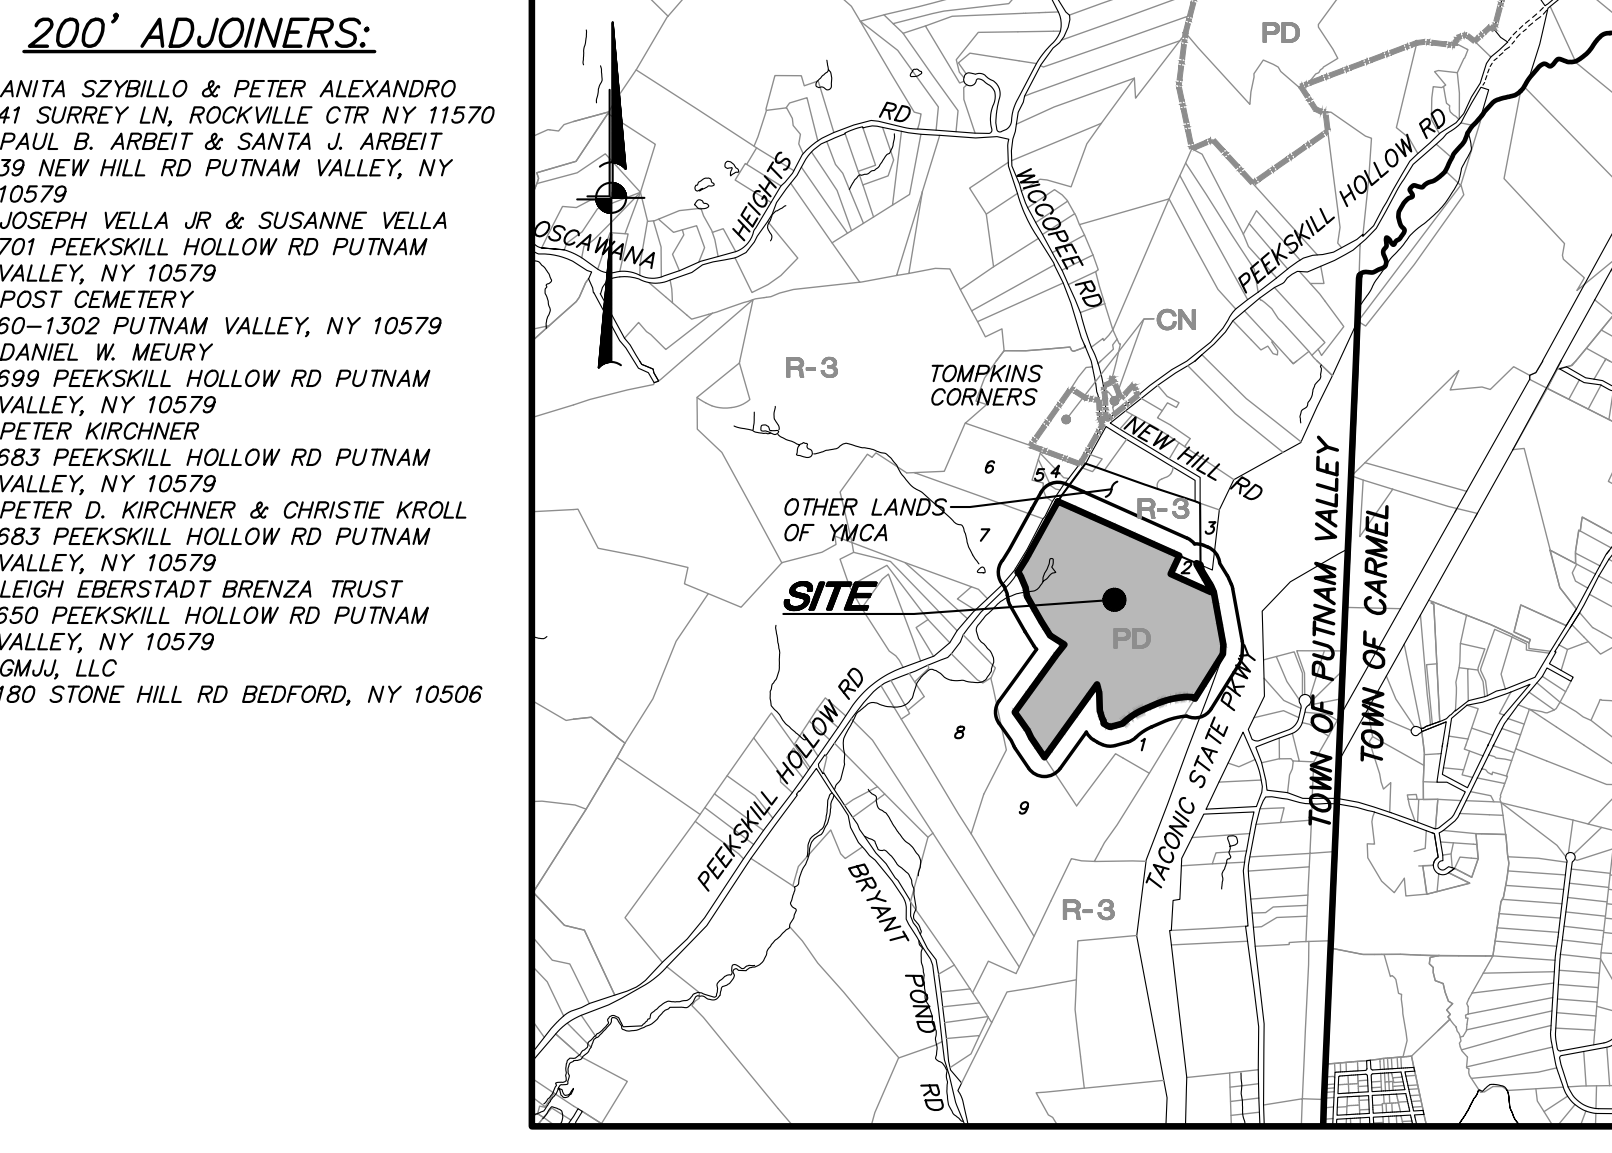 200' ADJOINERS:
ANITA SZYBILLO & PETER ALEXANDRO
41 SURREY LN, ROCKVILLE CTR NY 11570
PAUL B. ARBEIT & SANTA J. ARBEIT
39 NEW HILL RD PUTNAM VALLEY, NY
10579
JOSEPH VELLA JR & SUSANNE VELLA
701 PEEKSKILL HOLLOW RD PUTNAM
VALLEY, NY 10579
POST CEMETERY
60-1302 PUTNAM VALLEY, NY 10579
DANIEL W. MEURY
699 PEEKSKILL HOLLOW RD PUTNAM
VALLEY, NY 10579
PETER KIRCHNER
683 PEEKSKILL HOLLOW RD PUTNAM
VALLEY, NY 10579
PETER D. KIRCHNER & CHRISTIE KROLL
683 PEEKSKILL HOLLOW RD PUTNAM
VALLEY, NY 10579
LEIGH EBERSTADT BRENZA TRUST
650 PEEKSKILL HOLLOW RD PUTNAM
VALLEY, NY 10579
GMJJ, LLC
180 STONE HILL RD BEDFORD, NY 10506
PD
OSCAWANA HEIGHTS RD
WICCOPEE RD
PEEKSKILL HOLLOW RD
CN
R-3
TOMPKINS
CORNERS
NEW HILL RD
6
5
4
OTHER LANDS
OF YMCA
R-3
3
7
2
SITE
PD
8
1
9
PEEKSKILL HOLLOW RD
TACONIC STATE PKWY
TOWN OF PUTNAM VALLEY
TOWN OF CARMEL
BRYANT POND RD
R-3